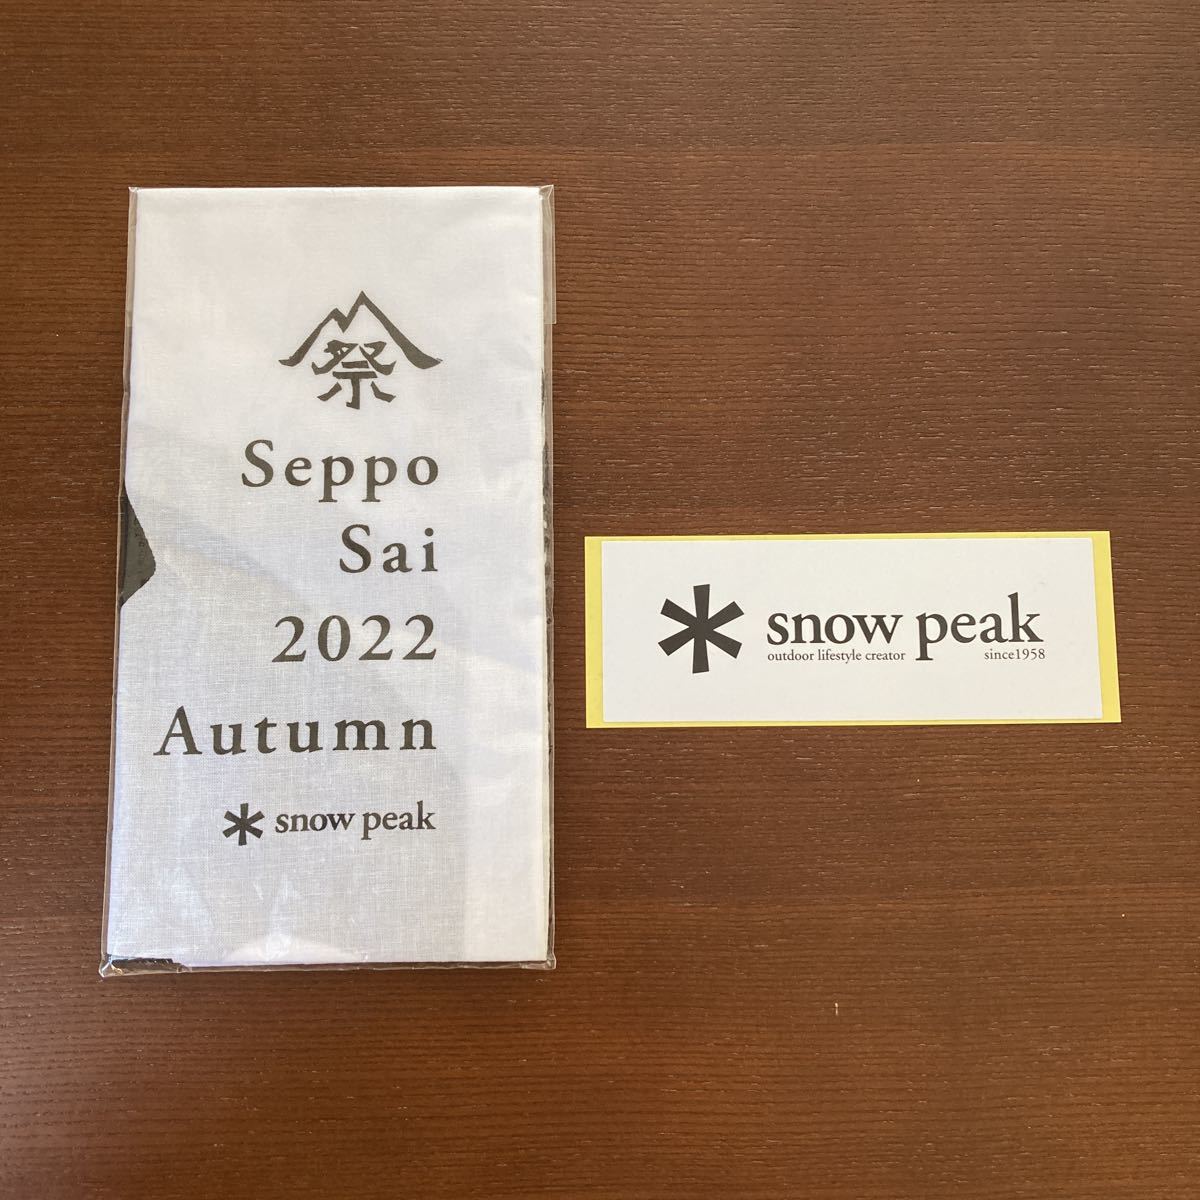 祭
Seppo
Sai
2022
Autumn
snow peak
snow peak
outdoor lifestyle creator since1958